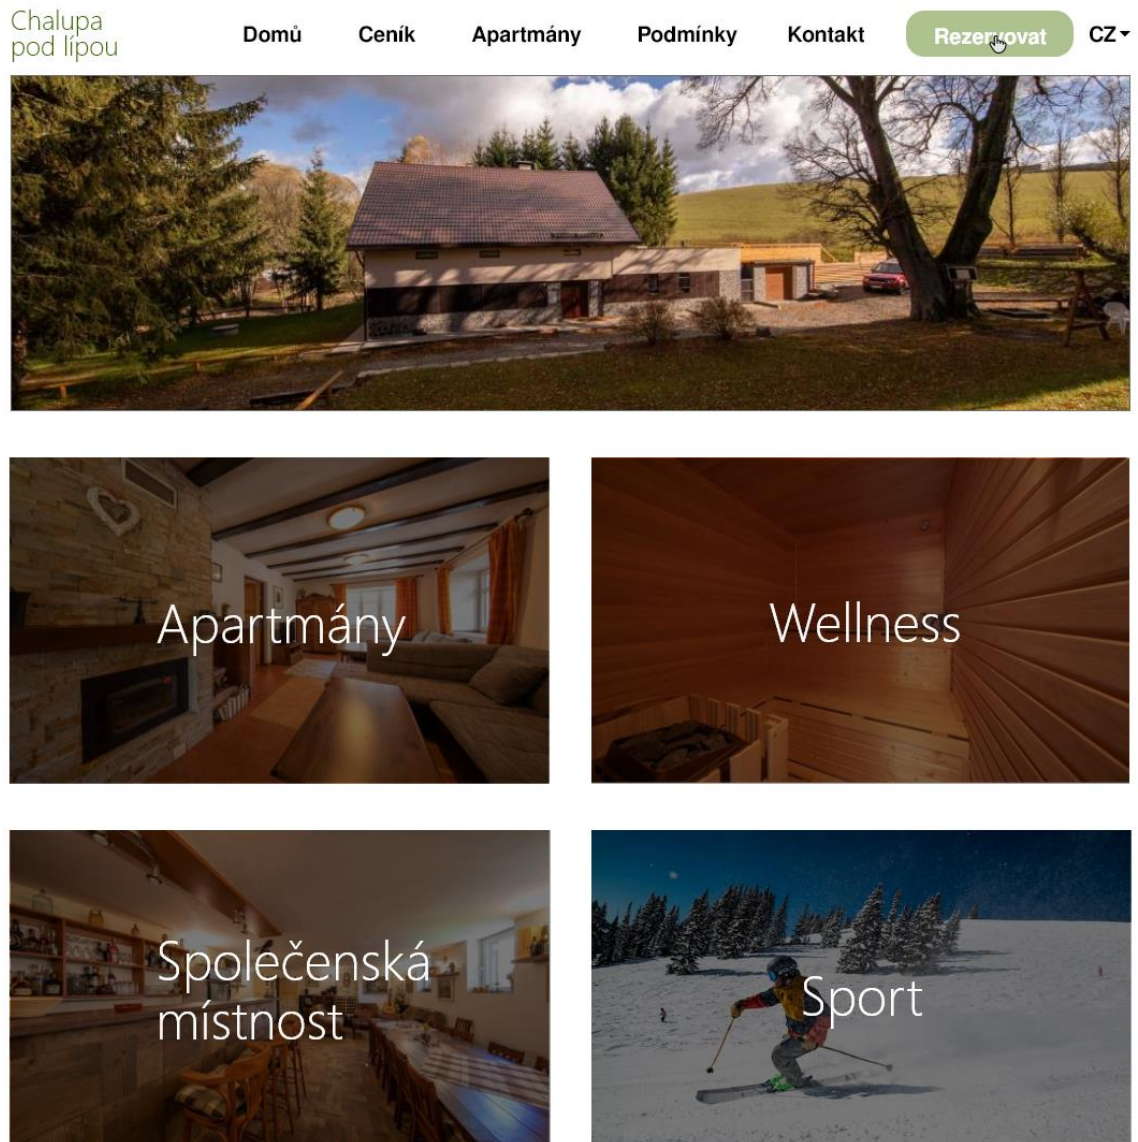 Chalupa
pod lípou
Domů Ceník Apartmány Podmínky Kontakt Rezervovat CZ
Apartmány
Wellness
Společenská
místnost
Sport